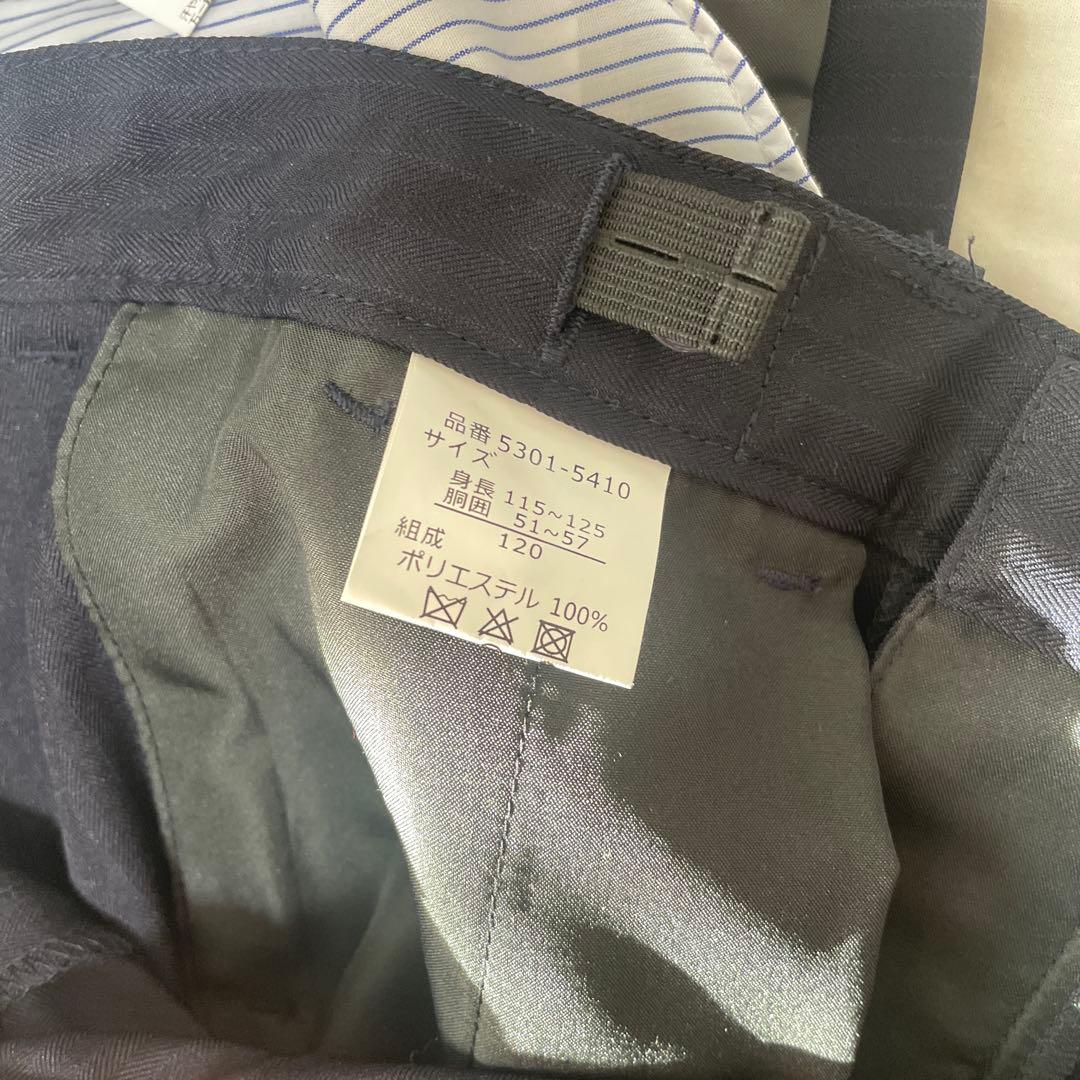 品番 5301-5410
サイズ
身長 115~125
胴囲 51~57
120
組成
ポリエステル 100%